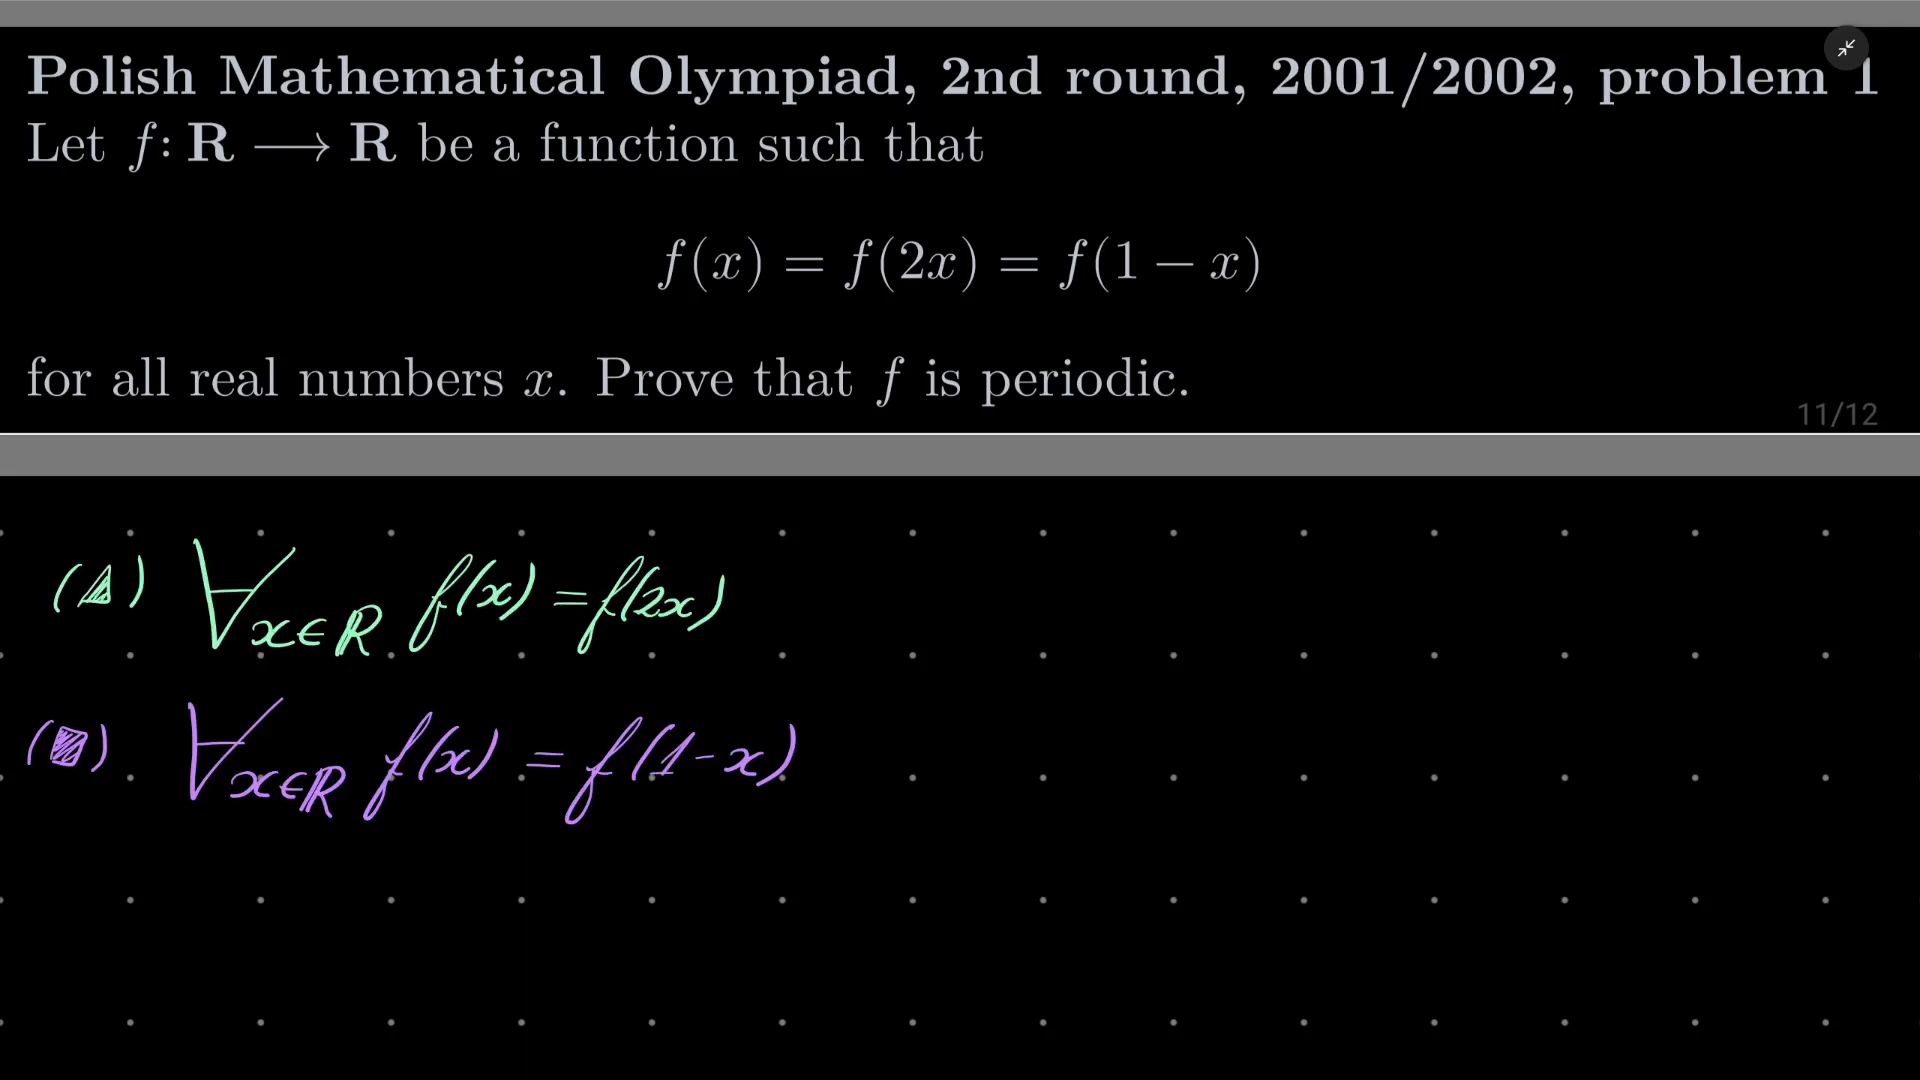 Polish Mathematical Olympiad, 2nd round, 2001/2002, problem 1
Let f: R ⟶ R be a function such that
f(x) = f(2x) = f(1 − x)
for all real numbers x. Prove that f is periodic.
11/12
(▲) ∀x∈ℝ f(x) = f(2x)
(■) ∀x∈ℝ f(x) = f(1-x)